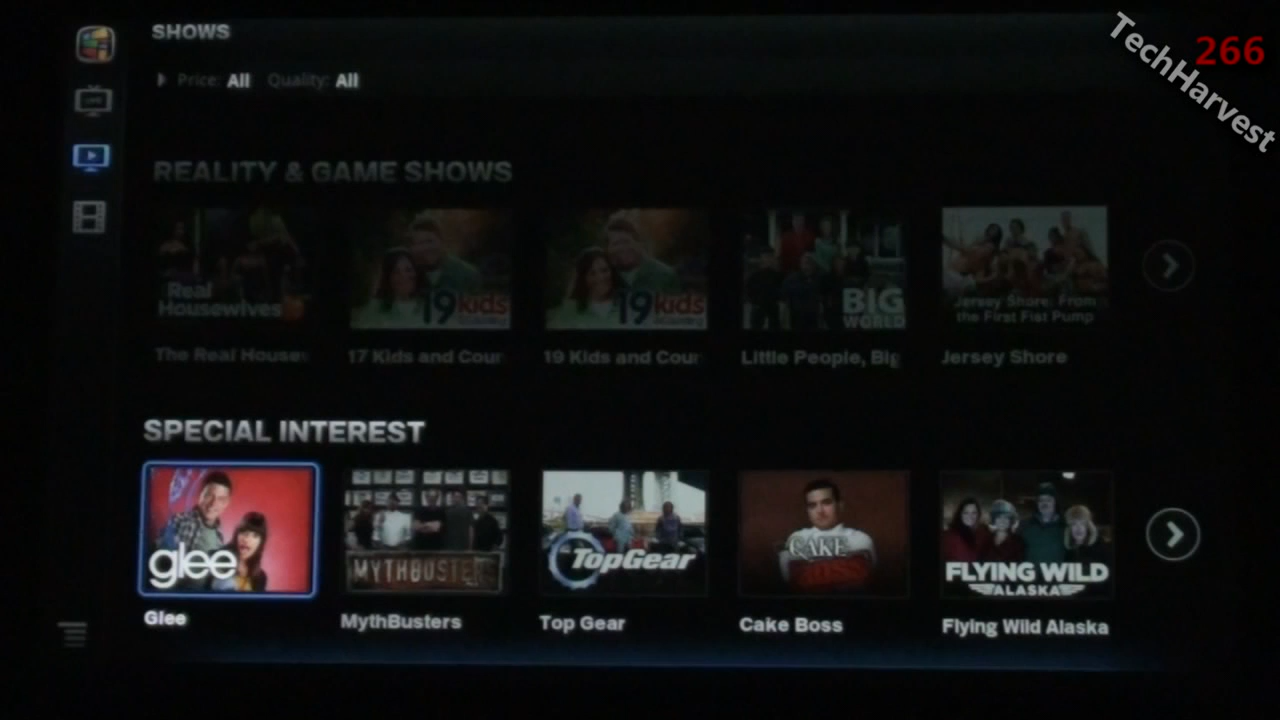 SHOWS
Price: All Quality: All
266
TechHarvest
LIVE
REALITY & GAME SHOWS
Real
Housewives
19 kids
19 kids
BIG
WORLD
Jersey Shore: From
the First Fist Pump
The Real Houses
17 Kids and Cour
19 Kids and Cour
Little People, Big
Jersey Shore
SPECIAL INTEREST
glee
MYTHBUSTERS
TopGear
CAKE
BOSS
FLYING WILD
ALASKA
Glee
MythBusters
Top Gear
Cake Boss
Flying Wild Alaska